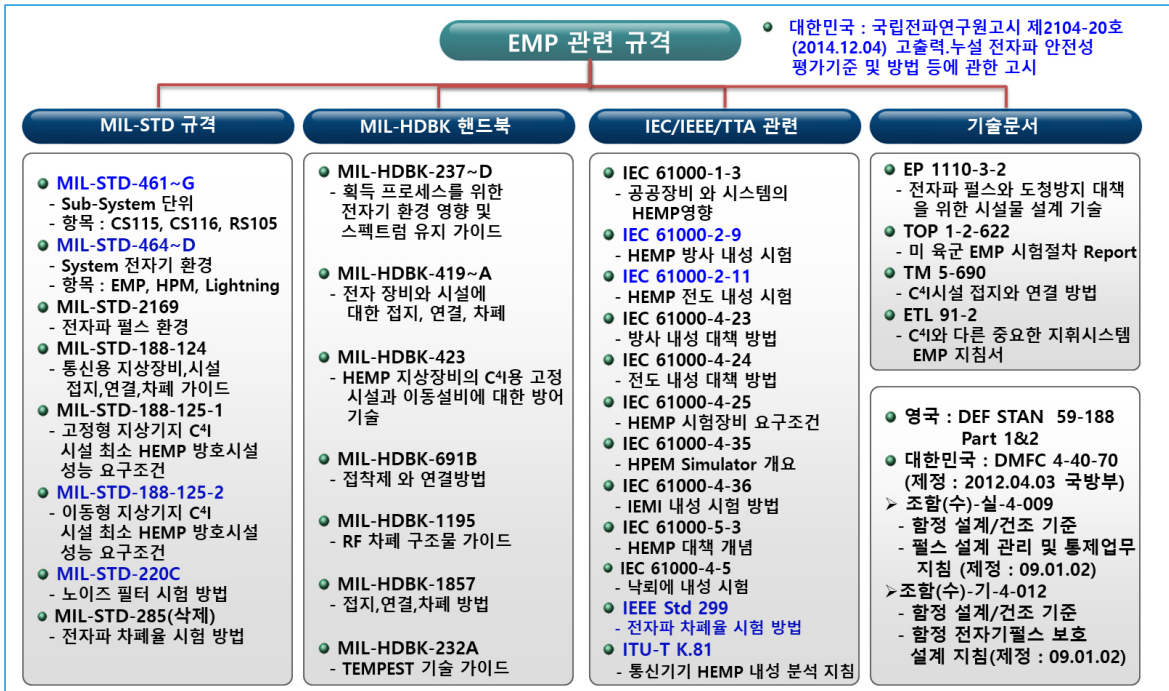 EMP 관련 규격
대한민국 : 국립전파연구원고시 제2104-20호
(2014.12.04) 고출력.누설 전자파 안전성
평가기준 및 방법 등에 관한 고시
MIL-STD 규격
MIL-STD-461~G
- Sub-System 단위
- 항목 : CS115, CS116, RS105
MIL-STD-464~D
- System 전자기 환경
- 항목 : EMP, HPM, Lightning
MIL-STD-2169
- 전자파 펄스 환경
MIL-STD-188-124
- 통신용 지상장비,시설
접지,연결,차폐 가이드
MIL-STD-188-125-1
- 고정형 지상기지 C⁴I
시설 최소 HEMP 방호시설
성능 요구조건
MIL-STD-188-125-2
- 이동형 지상기지 C⁴I
시설 최소 HEMP 방호시설
성능 요구조건
MIL-STD-220C
- 노이즈 필터 시험 방법
MIL-STD-285(삭제)
- 전자파 차폐율 시험 방법
MIL-HDBK 핸드북
MIL-HDBK-237~D
- 획득 프로세스를 위한
전자기 환경 영향 및
스펙트럼 유지 가이드
MIL-HDBK-419~A
- 전자 장비와 시설에
대한 접지, 연결, 차폐
MIL-HDBK-423
- HEMP 지상장비의 C⁴I용 고정
시설과 이동설비에 대한 방어
기술
MIL-HDBK-691B
- 접착제 와 연결방법
MIL-HDBK-1195
- RF 차폐 구조물 가이드
MIL-HDBK-1857
- 접지,연결,차폐 방법
MIL-HDBK-232A
- TEMPEST 기술 가이드
IEC/IEEE/TTA 관련
IEC 61000-1-3
- 공공장비 와 시스템의
HEMP영향
IEC 61000-2-9
- HEMP 방사 내성 시험
IEC 61000-2-11
- HEMP 전도 내성 시험
IEC 61000-4-23
- 방사 내성 대책 방법
IEC 61000-4-24
- 전도 내성 대책 방법
IEC 61000-4-25
- HEMP 시험장비 요구조건
IEC 61000-4-35
- HPEM Simulator 개요
IEC 61000-4-36
- IEMI 내성 시험 방법
IEC 61000-5-3
- HEMP 대책 개념
IEC 61000-4-5
- 낙뢰에 내성 시험
IEEE Std 299
- 전자파 차폐율 시험 방법
ITU-T K.81
- 통신기기 HEMP 내성 분석 지침
기술문서
EP 1110-3-2
- 전자파 펄스와 도청방지 대책
을 위한 시설물 설계 기술
TOP 1-2-622
- 미 육군 EMP 시험절차 Report
TM 5-690
- C⁴I시설 접지와 연결 방법
ETL 91-2
- C⁴I와 다른 중요한 지휘시스템
EMP 지침서
영국 : DEF STAN 59-188
Part 1&2
대한민국 : DMFC 4-40-70
(제정 : 2012.04.03 국방부)
➢ 조함(수)-실-4-009
- 함정 설계/건조 기준
- 펄스 설계 관리 및 통제업무
지침 (제정 : 09.01.02)
➢조함(수)-기-4-012
- 함정 설계/건조 기준
- 함정 전자기펄스 보호
설계 지침(제정 : 09.01.02)